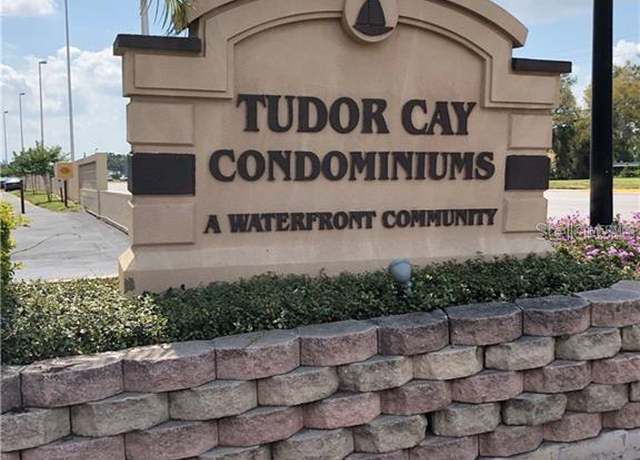 TUDOR CAY
CONDOMINIUMS
A WATERFRONT COMMUNITY